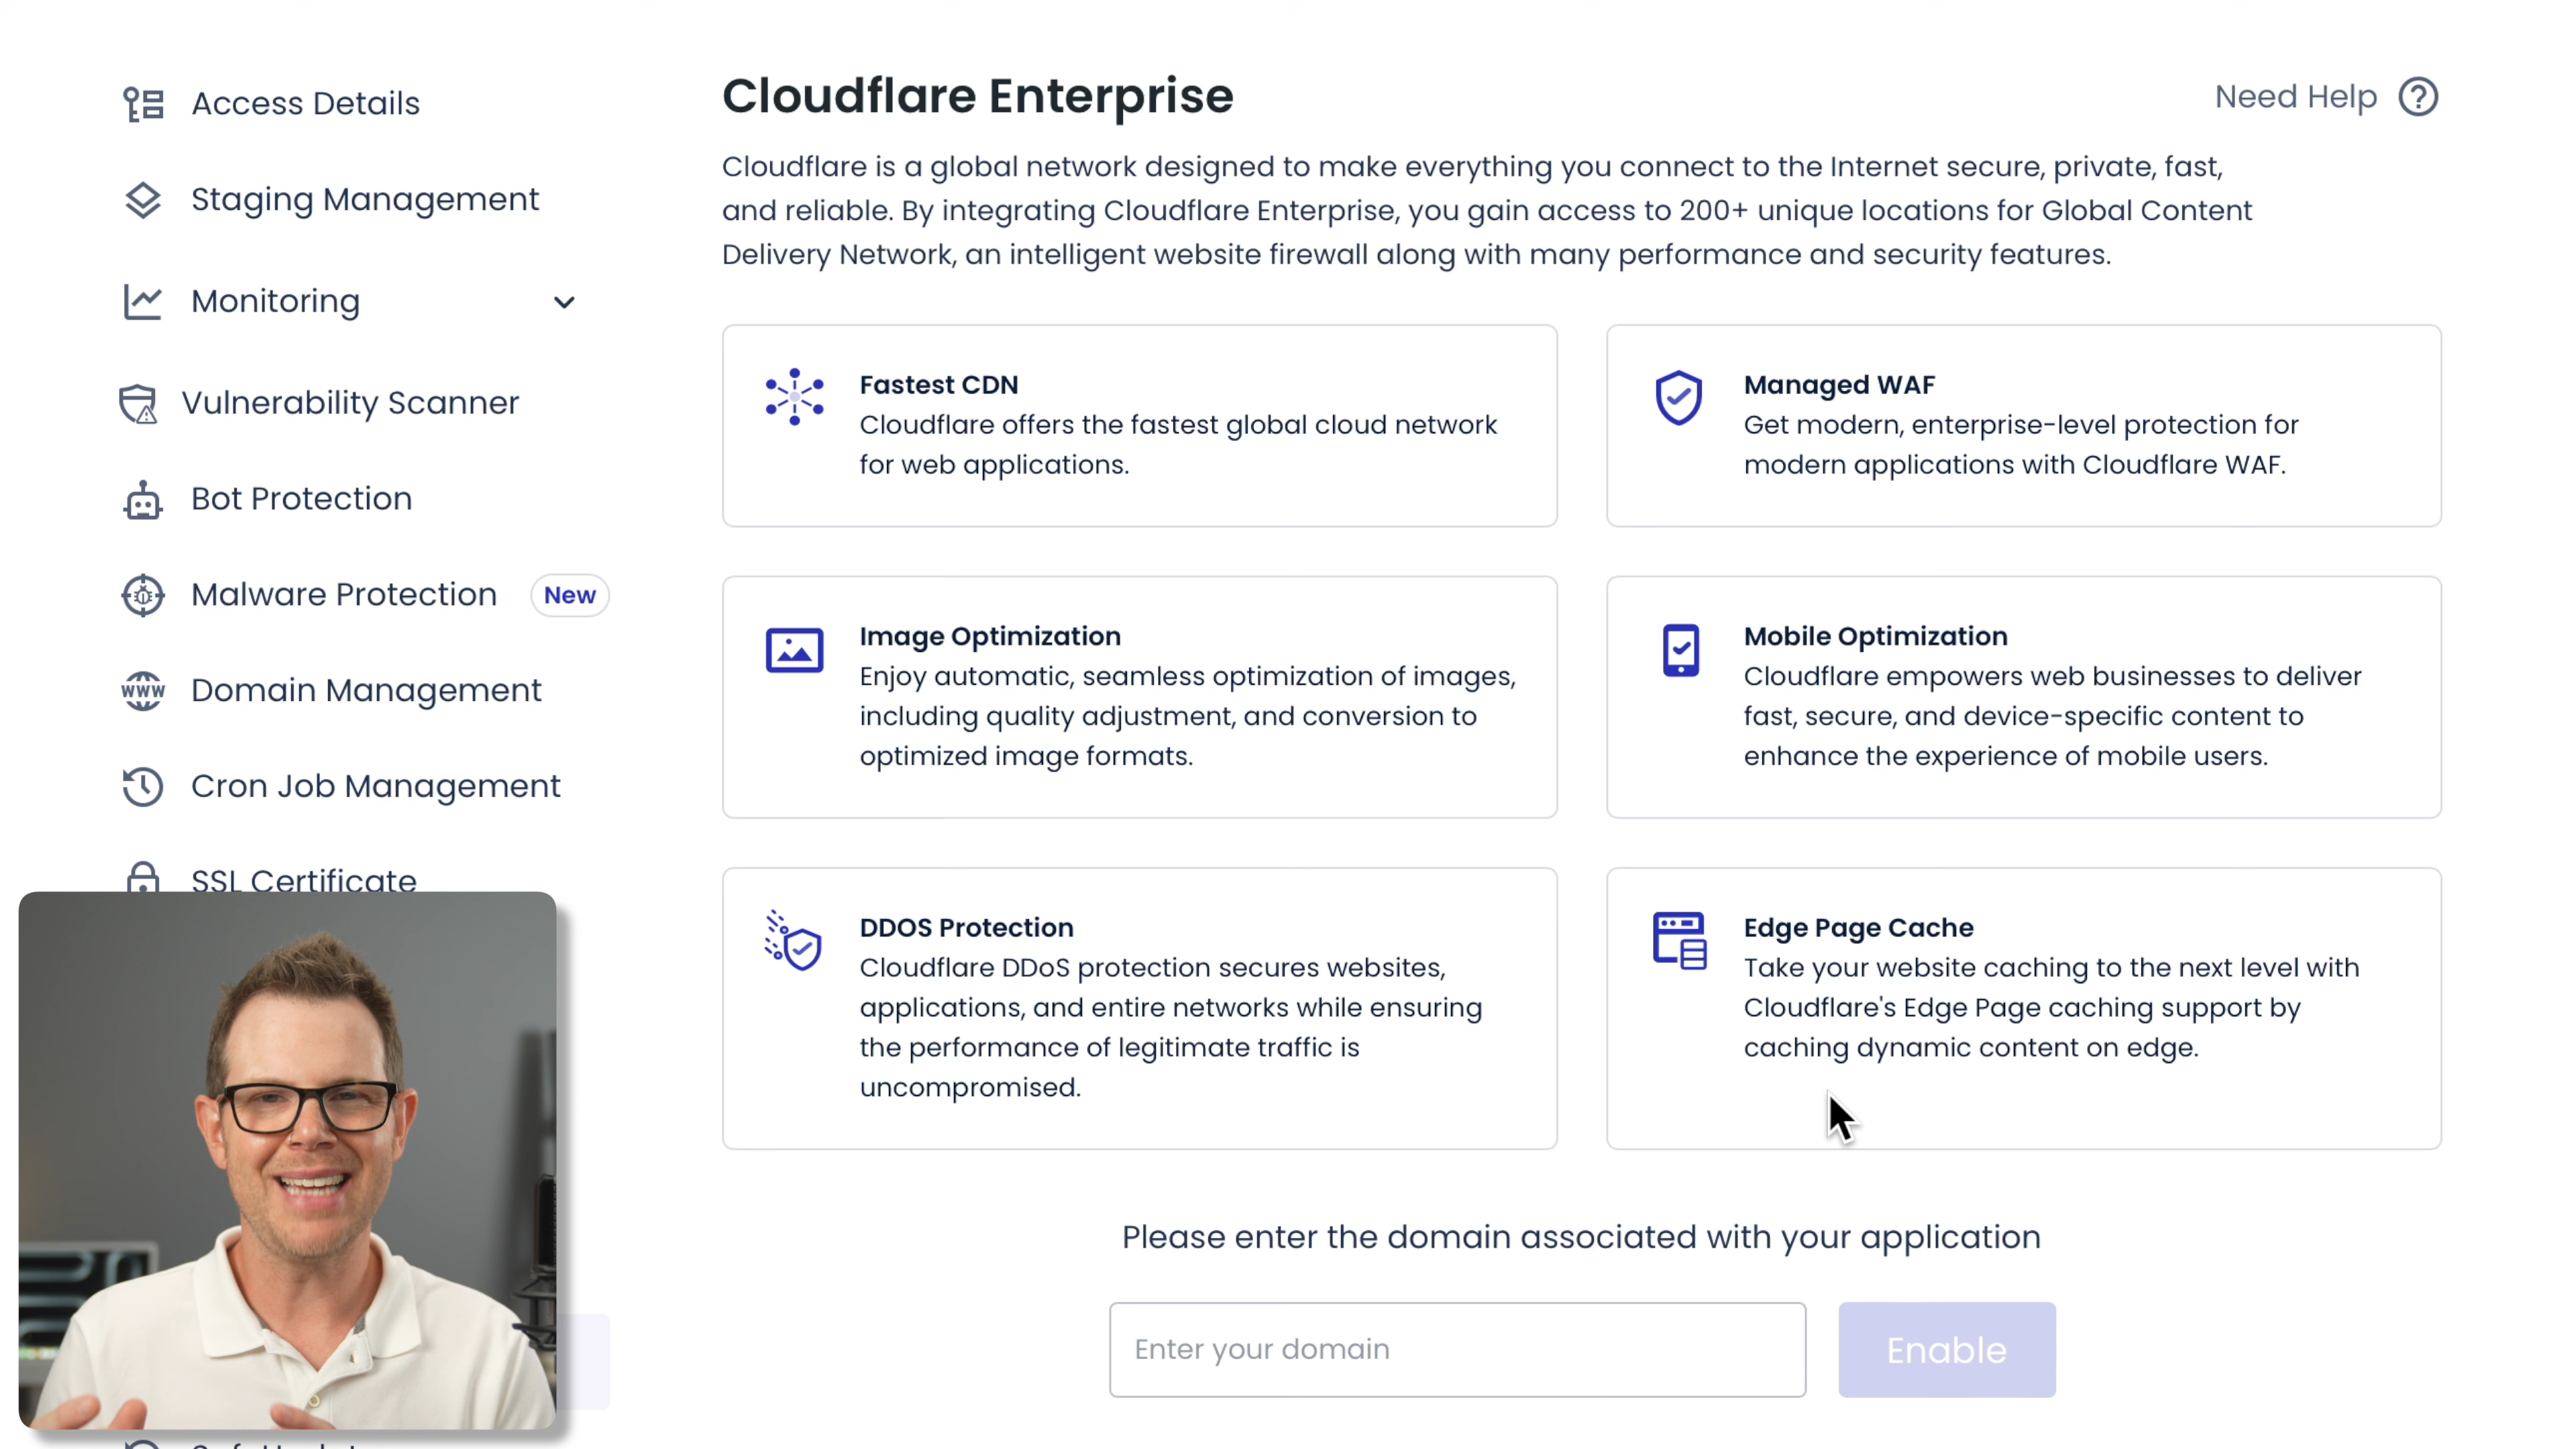 Access Details
Staging Management
Monitoring
Vulnerability Scanner
Bot Protection
Malware Protection New
Domain Management
Cron Job Management
SSL Certificate
Cloudflare Enterprise
Need Help
Cloudflare is a global network designed to make everything you connect to the Internet secure, private, fast,
and reliable. By integrating Cloudflare Enterprise, you gain access to 200+ unique locations for Global Content
Delivery Network, an intelligent website firewall along with many performance and security features.
Fastest CDN
Cloudflare offers the fastest global cloud network
for web applications.
Managed WAF
Get modern, enterprise-level protection for
modern applications with Cloudflare WAF.
Image Optimization
Enjoy automatic, seamless optimization of images,
including quality adjustment, and conversion to
optimized image formats.
Mobile Optimization
Cloudflare empowers web businesses to deliver
fast, secure, and device-specific content to
enhance the experience of mobile users.
DDOS Protection
Cloudflare DDoS protection secures websites,
applications, and entire networks while ensuring
the performance of legitimate traffic is
uncompromised.
Edge Page Cache
Take your website caching to the next level with
Cloudflare's Edge Page caching support by
caching dynamic content on edge.
Please enter the domain associated with your application
Enter your domain
Enable